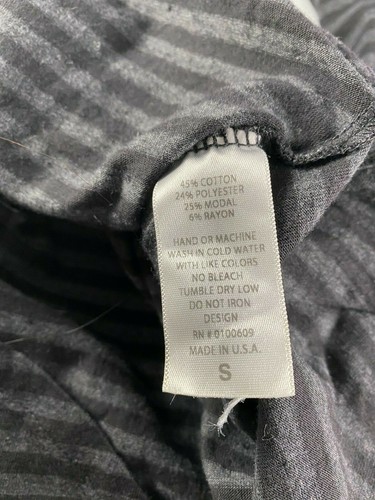 45% COTTON
24% POLYESTER
25% MODAL
6% RAYON
HAND OR MACHINE
WASH IN COLD WATER
WITH LIKE COLORS
NO BLEACH
TUMBLE DRY LOW
DO NOT IRON
DESIGN
RN # 0100609
MADE IN U.S.A.
S